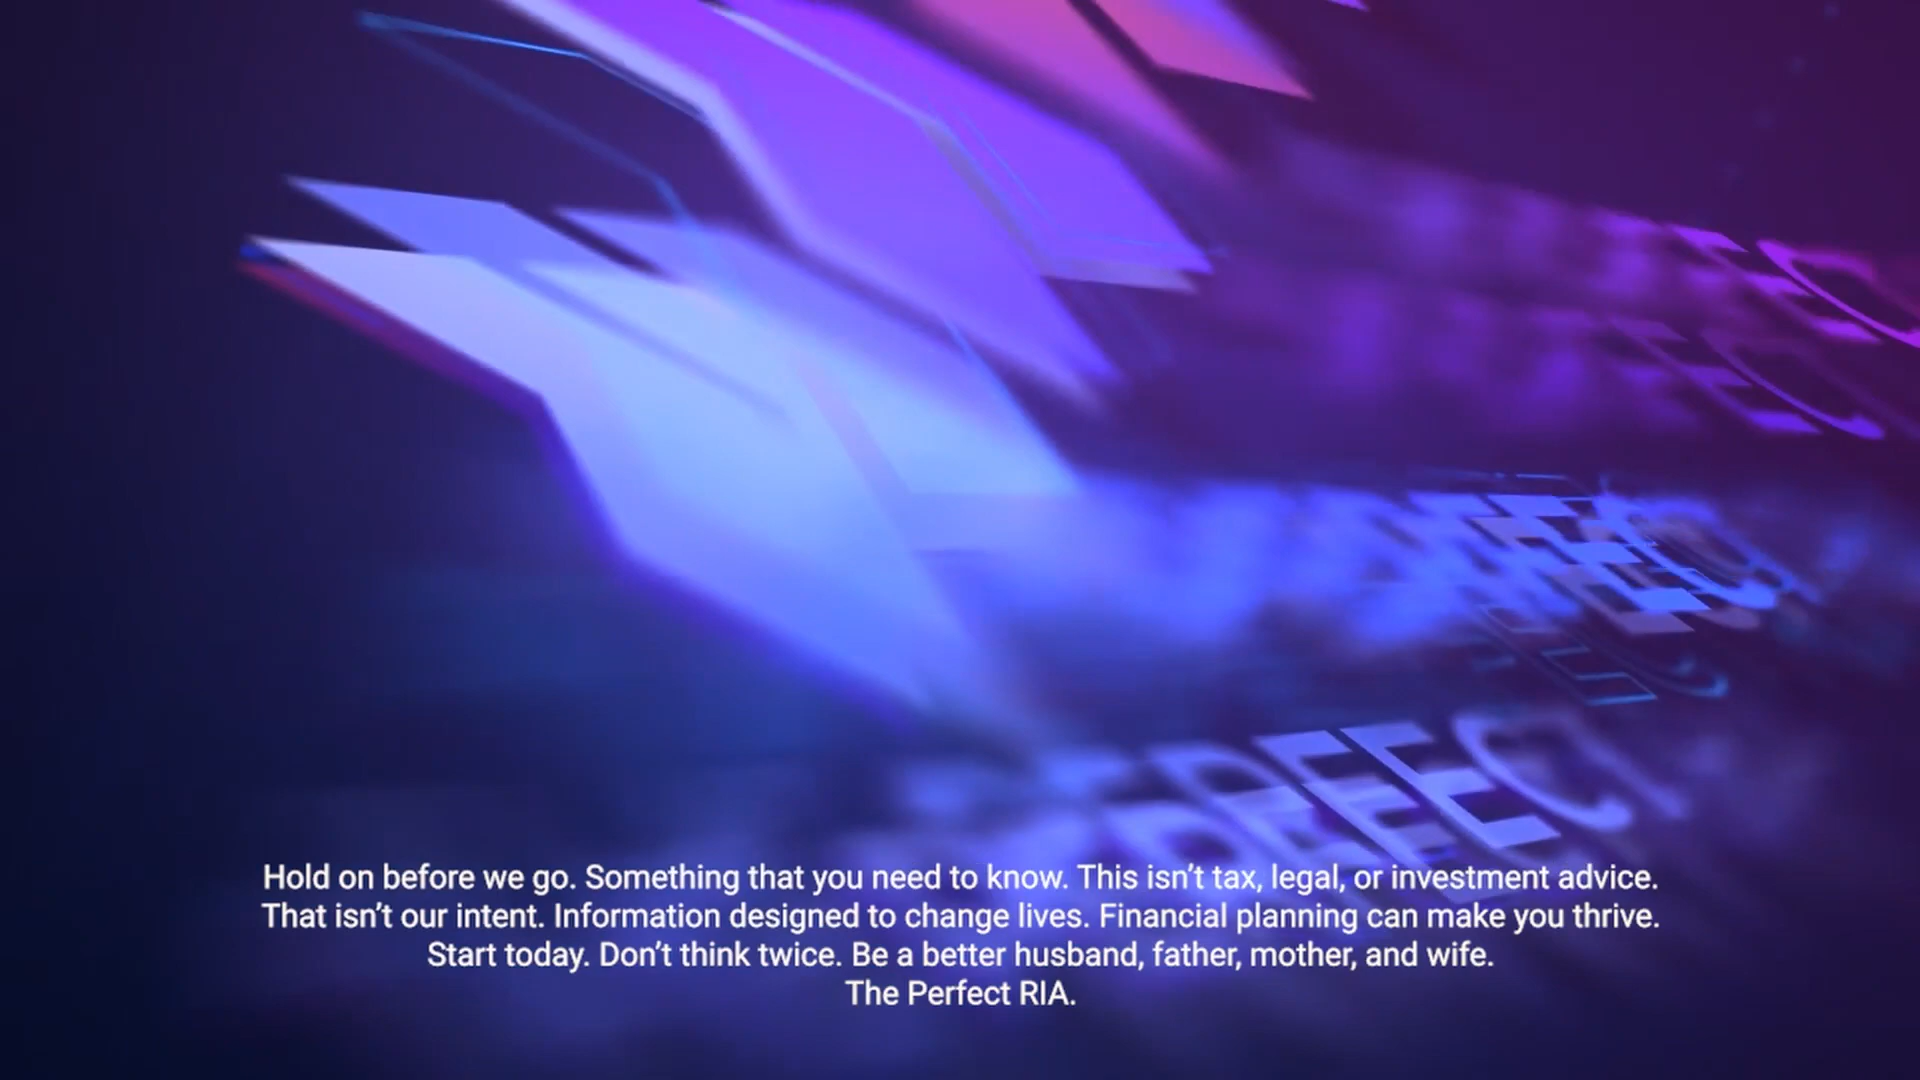 Hold on before we go. Something that you need to know. This isn’t tax, legal, or investment advice.
That isn’t our intent. Information designed to change lives. Financial planning can make you thrive.
Start today. Don’t think twice. Be a better husband, father, mother, and wife.
The Perfect RIA.